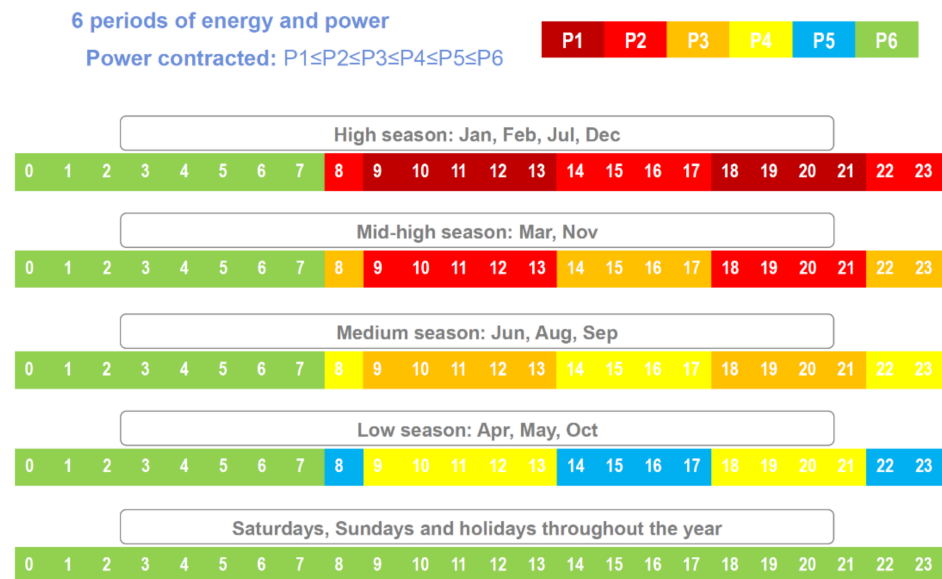 6 periods of energy and power
Power contracted: P1≤P2≤P3≤P4≤P5≤P6
P1 P2 P3 P4 P5 P6
High season: Jan, Feb, Jul, Dec
0 1 2 3 4 5 6 7 8 9 10 11 12 13 14 15 16 17 18 19 20 21 22 23
Mid-high season: Mar, Nov
0 1 2 3 4 5 6 7 8 9 10 11 12 13 14 15 16 17 18 19 20 21 22 23
Medium season: Jun, Aug, Sep
0 1 2 3 4 5 6 7 8 9 10 11 12 13 14 15 16 17 18 19 20 21 22 23
Low season: Apr, May, Oct
0 1 2 3 4 5 6 7 8 9 10 11 12 13 14 15 16 17 18 19 20 21 22 23
Saturdays, Sundays and holidays throughout the year
0 1 2 3 4 5 6 7 8 9 10 11 12 13 14 15 16 17 18 19 20 21 22 23